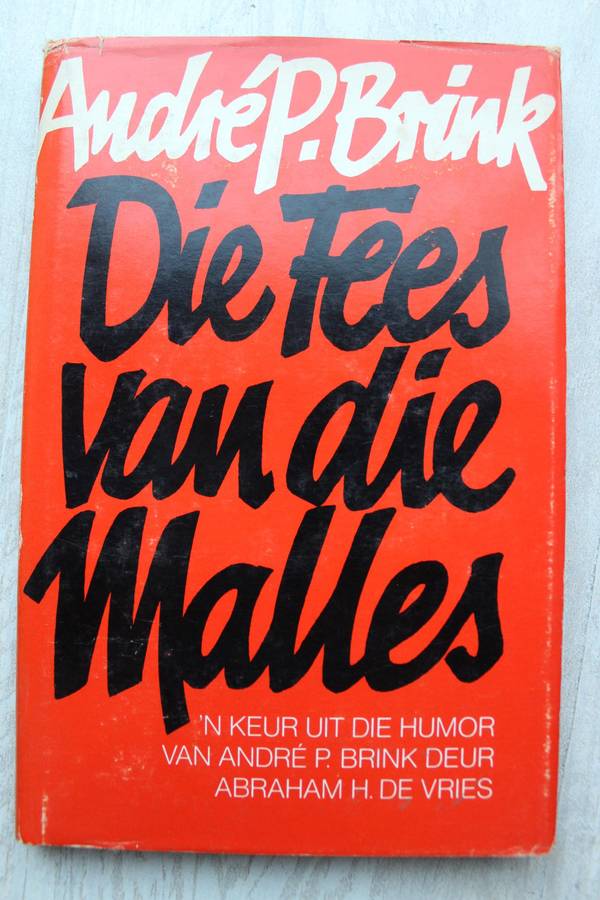 André P. Brink
Die Fees
van die
Malles
'N KEUR UIT DIE HUMOR
VAN ANDRÉ P. BRINK DEUR
ABRAHAM H. DE VRIES